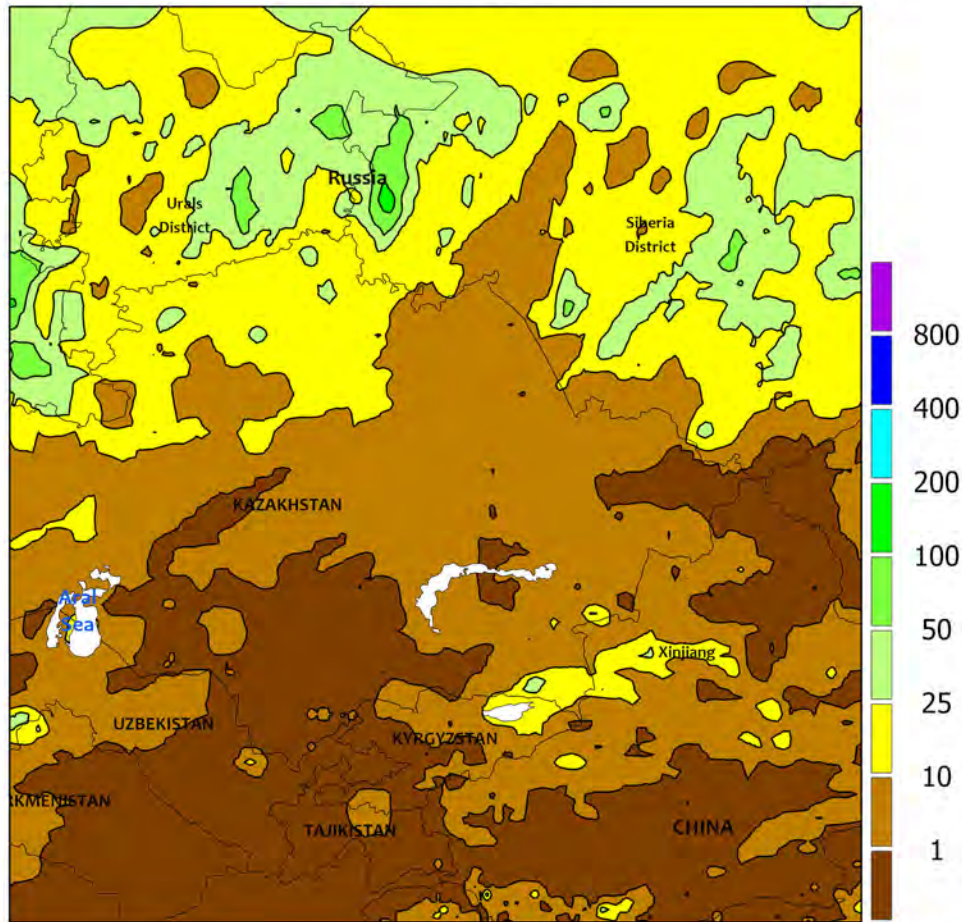 Russia
Urals
District
Siberia
District
800
400
200
100
50
25
10
1
KAZAKHSTAN
Aral
Sea
Xinjiang
UZBEKISTAN
KYRGYZSTAN
RKMENISTAN
TAJIKISTAN
CHINA